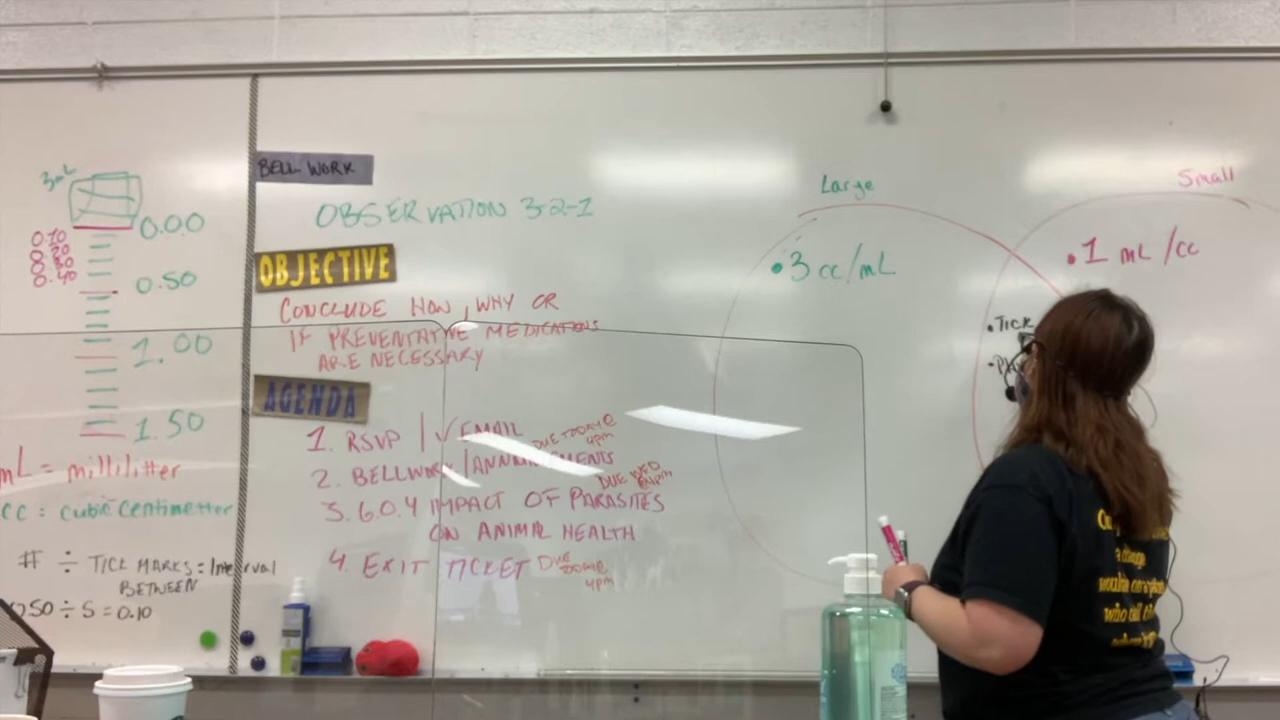 3mL
0.00
0.10
0.20
0.30
0.40
0.50
1.00
1.50
mL = millilitter
cc : cubic centimetter
# ÷ TICK MARKS = Interval
BETWEEN
0.50 ÷ 5 = 0.10
BELL WORK
OBSERVATION 3-2-1
OBJECTIVE
CONCLUDE HOW, WHY OR
IF PREVENTATIVE MEDICATIONS
ARE NECESSARY
AGENDA
1. RSVP / √ EMAIL
DUE TODAY @
4pm
2. BELLWORK / ANNOUNCEMENTS
DUE WED
@ 4pm
3. 6.0.4 IMPACT OF PARASITES
ON ANIMAL HEALTH
4. EXIT TICKET
DUE
TODAY @
4pm
Large
• 3 cc/mL
Small
• 1 mL/cc
• TICK